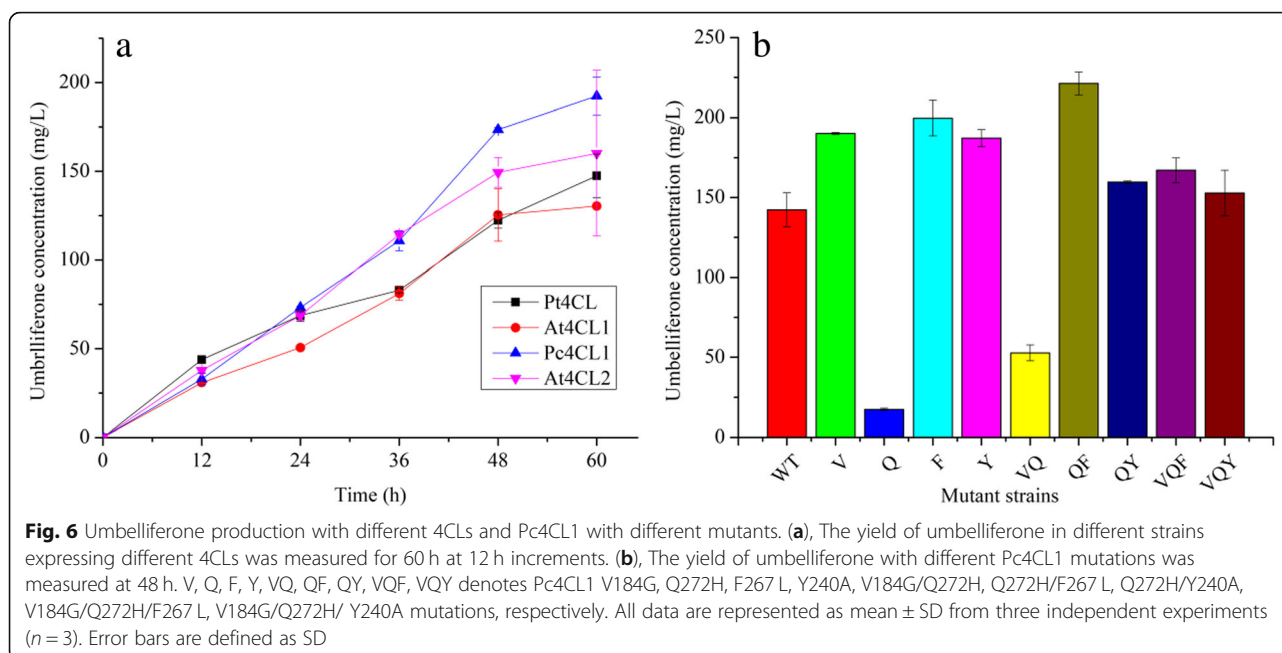 a
Umbrlliferone concentration (mg/L)
200
150
100
50
0
0 12 24 36 48 60
Time (h)
Pt4CL
At4CL1
Pc4CL1
At4CL2
b
Umbelliferone concentration (mg/L)
250
200
150
100
50
0
WT V Q F Y VQ QF QY VQF VQY
Mutant strains
Fig. 6 Umbelliferone production with different 4CLs and Pc4CL1 with different mutants. (a), The yield of umbelliferone in different strains
expressing different 4CLs was measured for 60 h at 12 h increments. (b), The yield of umbelliferone with different Pc4CL1 mutations was
measured at 48 h. V, Q, F, Y, VQ, QF, QY, VQF, VQY denotes Pc4CL1 V184G, Q272H, F267 L, Y240A, V184G/Q272H, Q272H/F267 L, Q272H/Y240A,
V184G/Q272H/F267 L, V184G/Q272H/ Y240A mutations, respectively. All data are represented as mean ± SD from three independent experiments
(n = 3). Error bars are defined as SD